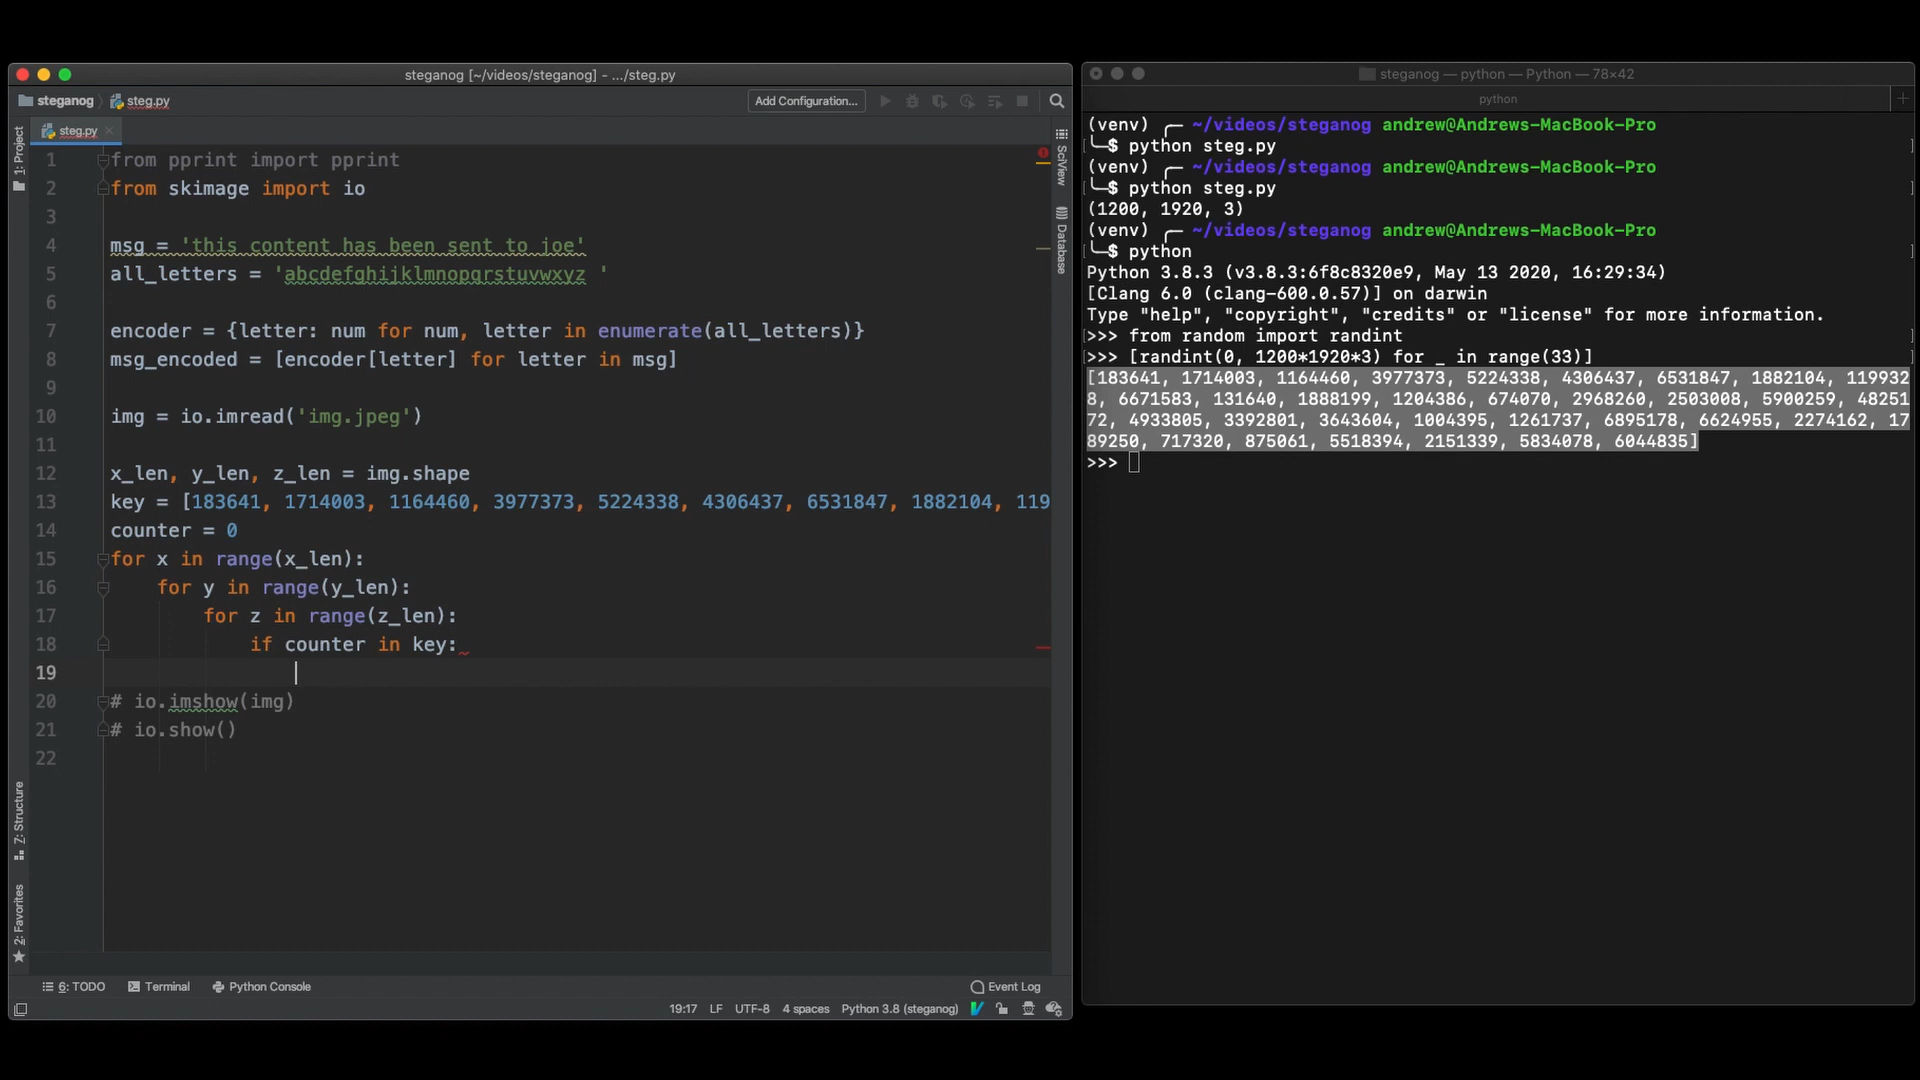 steganog [~/videos/steganog] - .../steg.py
steganog steg.py Add Configuration...
steg.py
1: Project
SciView
Database
7: Structure
2: Favorites
1 from pprint import pprint
2 from skimage import io
3
4 msg = 'this content has been sent to joe'
5 all_letters = 'abcdefghijklmnopqrstuvwxyz '
6
7 encoder = {letter: num for num, letter in enumerate(all_letters)}
8 msg_encoded = [encoder[letter] for letter in msg]
9
10 img = io.imread('img.jpeg')
11
12 x_len, y_len, z_len = img.shape
13 key = [183641, 1714003, 1164460, 3977373, 5224338, 4306437, 6531847, 1882104, 119
14 counter = 0
15 for x in range(x_len):
16 for y in range(y_len):
17 for z in range(z_len):
18 if counter in key:
19
20 # io.imshow(img)
21 # io.show()
22
6: TODO Terminal Python Console Event Log
19:17 LF UTF-8 4 spaces Python 3.8 (steganog)
steganog — python — Python — 78×42
python
(venv) ╭─ ~/videos/steganog andrew@Andrews-MacBook-Pro
╰─$ python steg.py
(venv) ╭─ ~/videos/steganog andrew@Andrews-MacBook-Pro
╰─$ python steg.py
(1200, 1920, 3)
(venv) ╭─ ~/videos/steganog andrew@Andrews-MacBook-Pro
╰─$ python
Python 3.8.3 (v3.8.3:6f8c8320e9, May 13 2020, 16:29:34)
[Clang 6.0 (clang-600.0.57)] on darwin
Type "help", "copyright", "credits" or "license" for more information.
>>> from random import randint
>>> [randint(0, 1200*1920*3) for _ in range(33)]
[183641, 1714003, 1164460, 3977373, 5224338, 4306437, 6531847, 1882104, 119932
8, 6671583, 131640, 1888199, 1204386, 674070, 2968260, 2503008, 5900259, 48251
72, 4933805, 3392801, 3643604, 1004395, 1261737, 6895178, 6624955, 2274162, 17
89250, 717320, 875061, 5518394, 2151339, 5834078, 6044835]
>>>